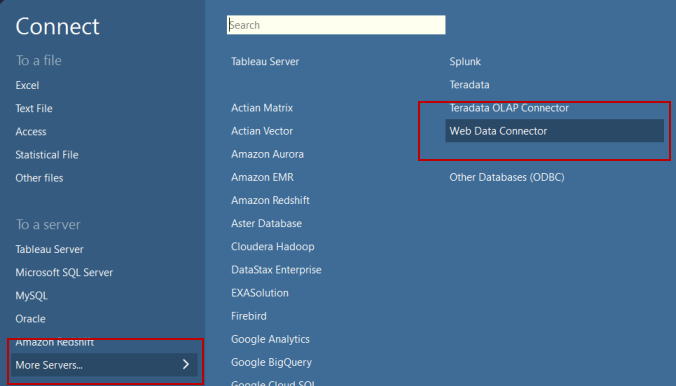 Connect
To a file
Excel
Text File
Access
Statistical File
Other files
To a server
Tableau Server
Microsoft SQL Server
MySQL
Oracle
Amazon Redshift
More Servers...
Search
Tableau Server
Actian Matrix
Actian Vector
Amazon Aurora
Amazon EMR
Amazon Redshift
Aster Database
Cloudera Hadoop
DataStax Enterprise
EXASolution
Firebird
Google Analytics
Google BigQuery
Google Cloud SQL
Splunk
Teradata
Teradata OLAP Connector
Web Data Connector
Other Databases (ODBC)